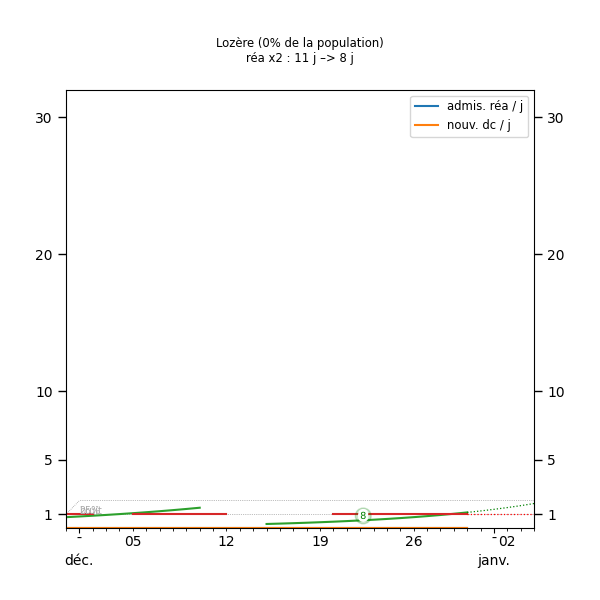 Lozère (0% de la population)
réa x2 : 11 j –> 8 j
admis. réa / j
nouv. dc / j
30 30
20 20
10 10
5 5
1 1
8
- 05 12 19 26 - 02
déc. janv.